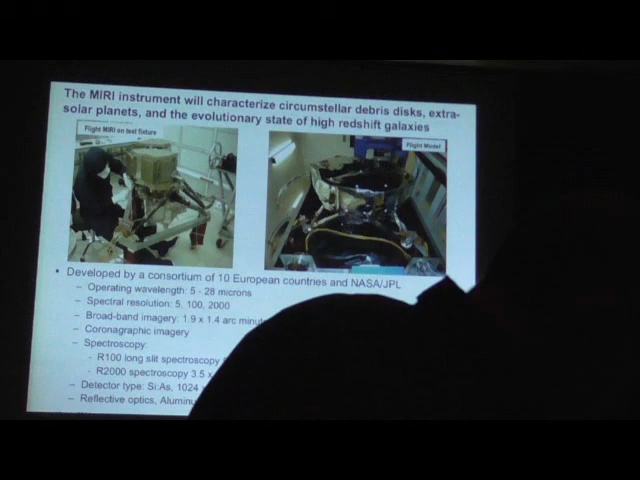 The MIRI instrument will characterize circumstellar debris disks, extra-
solar planets, and the evolutionary state of high redshift galaxies
Flight MIRI on test fixture
Flight Model
• Developed by a consortium of 10 European countries and NASA/JPL
– Operating wavelength: 5 - 28 microns
– Spectral resolution: 5, 100, 2000
– Broad-band imagery: 1.9 x 1.4 arc
– Coronagraphic imagery
– Spectroscopy:
- R100 long slit spectroscopy
- R2000 spectroscopy 3.5 x
– Detector type: Si:As, 1024
– Reflective optics,